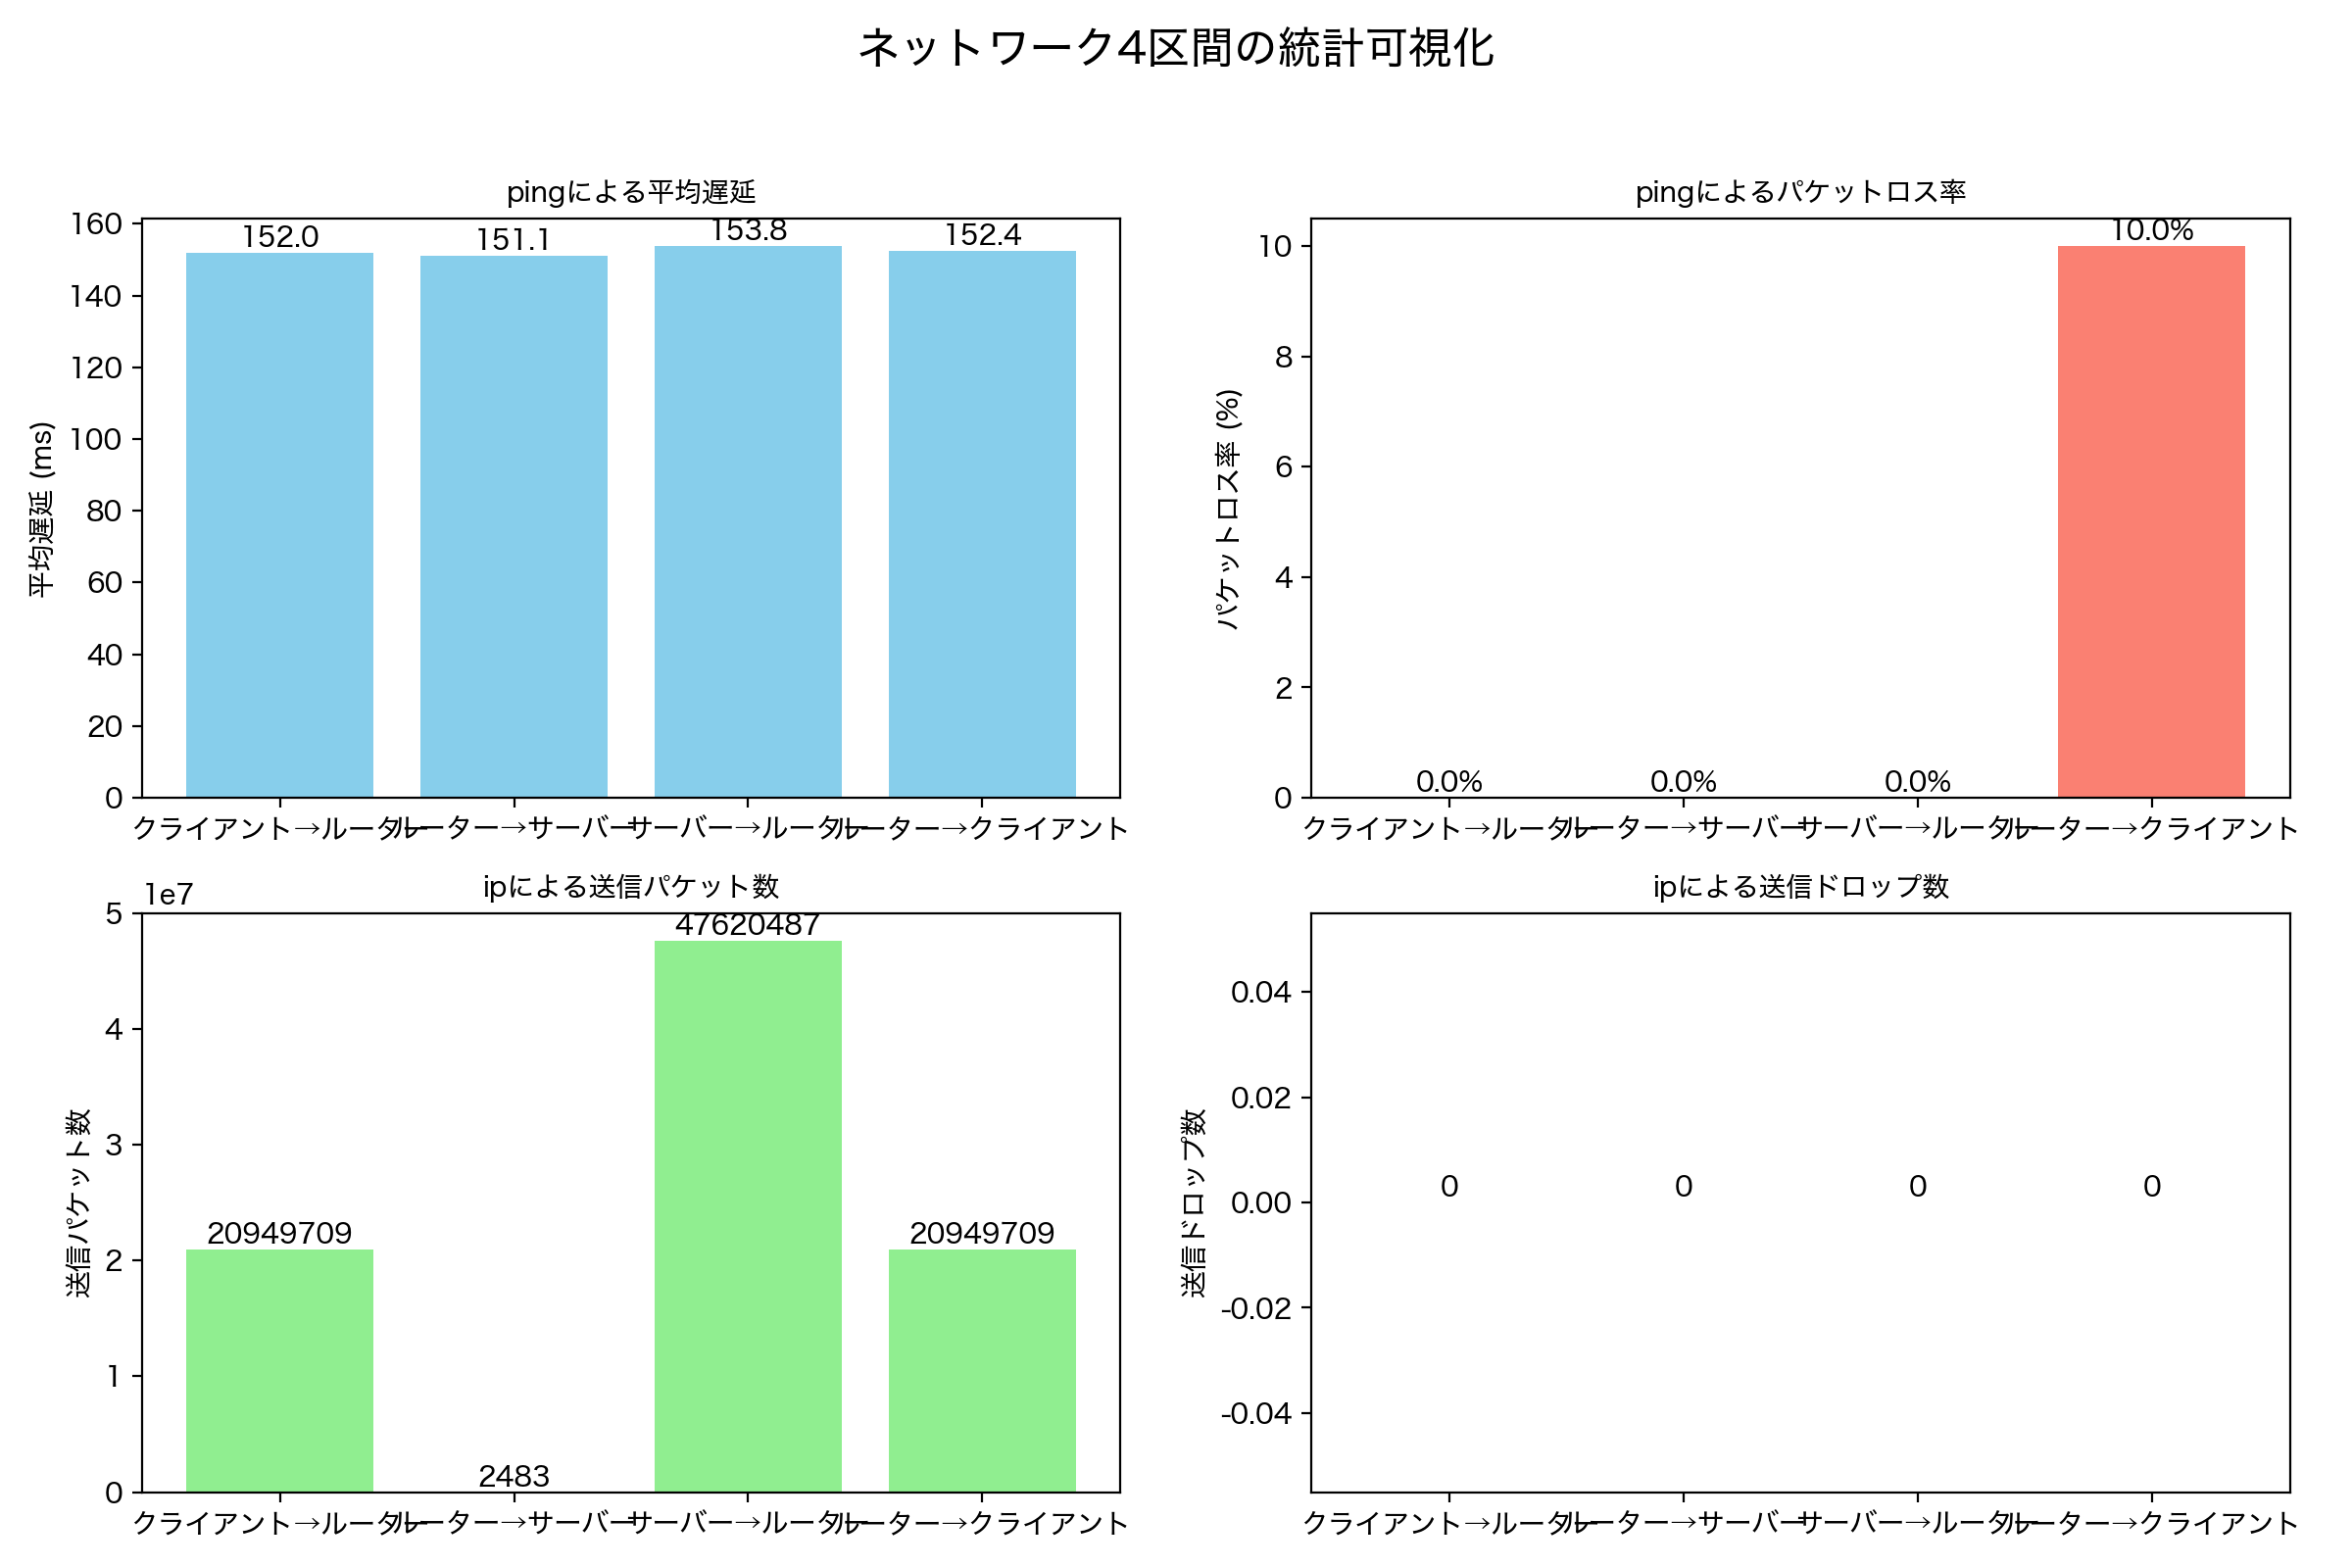 ネットワーク4区間の統計可視化
pingによる平均遅延
平均遅延 (ms)
160
140
120
100
80
60
40
20
0
152.0
151.1
153.8
152.4
クライアント→ルーター
ルーター→サーバー
サーバー→ルーター
ルーター→クライアント
pingによるパケットロス率
パケットロス率 (%)
10
8
6
4
2
0
0.0%
0.0%
0.0%
10.0%
クライアント→ルーター
ルーター→サーバー
サーバー→ルーター
ルーター→クライアント
ipによる送信パケット数
1e7
送信パケット数
5
4
3
2
1
0
20949709
2483
47620487
20949709
クライアント→ルーター
ルーター→サーバー
サーバー→ルーター
ルーター→クライアント
ipによる送信ドロップ数
送信ドロップ数
0.04
0.02
0.00
-0.02
-0.04
0
0
0
0
クライアント→ルーター
ルーター→サーバー
サーバー→ルーター
ルーター→クライアント